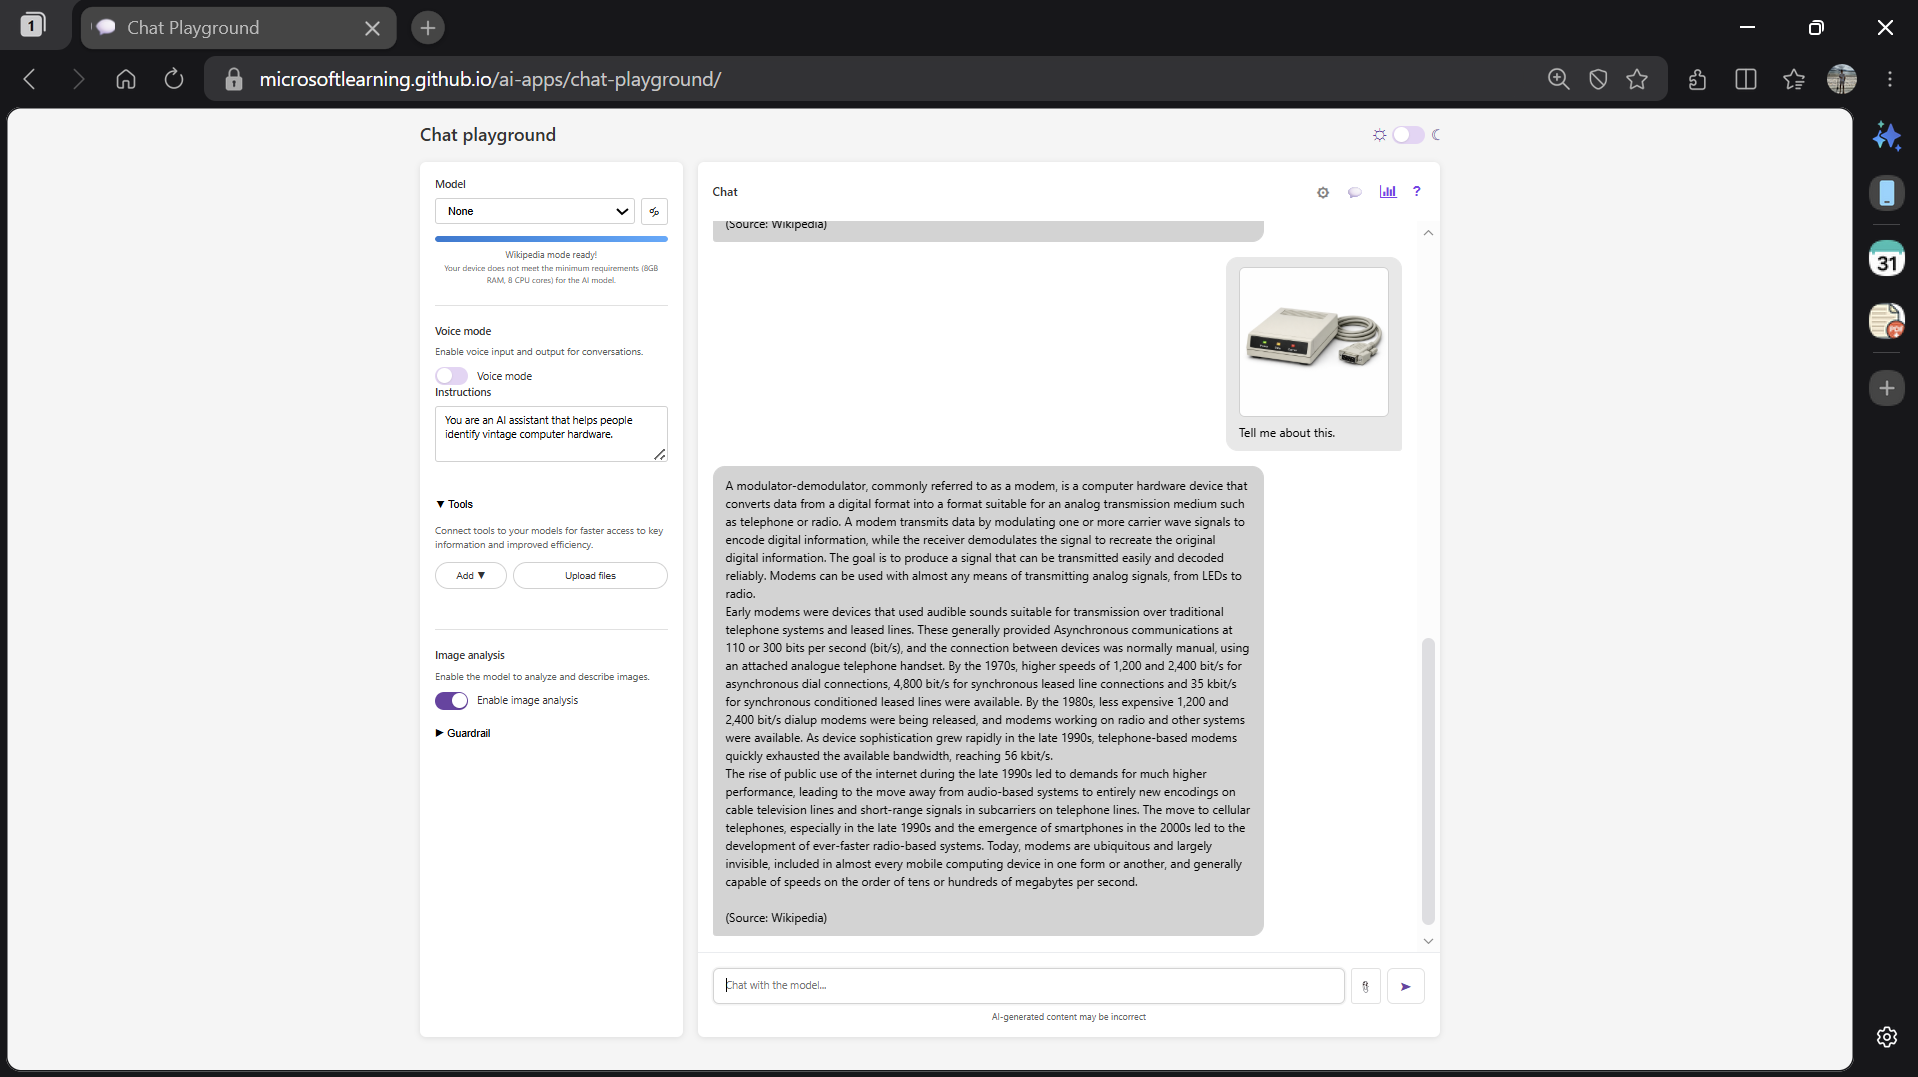 1
Chat Playground
microsoftlearning.github.io/ai-apps/chat-playground/
31
PDF
Chat playground
Model
None
Wikipedia mode ready!
Your device does not meet the minimum requirements (8GB
RAM, 8 CPU cores) for the AI model.
Voice mode
Enable voice input and output for conversations.
Voice mode
Instructions
You are an AI assistant that helps people
identify vintage computer hardware.
▼ Tools
Connect tools to your models for faster access to key
information and improved efficiency.
Add ▼
Upload files
Image analysis
Enable the model to analyze and describe images.
Enable image analysis
▶ Guardrail
Chat
?
(Source: Wikipedia)
Tell me about this.
A modulator-demodulator, commonly referred to as a modem, is a computer hardware device that
converts data from a digital format into a format suitable for an analog transmission medium such
as telephone or radio. A modem transmits data by modulating one or more carrier wave signals to
encode digital information, while the receiver demodulates the signal to recreate the original
digital information. The goal is to produce a signal that can be transmitted easily and decoded
reliably. Modems can be used with almost any means of transmitting analog signals, from LEDs to
radio.
Early modems were devices that used audible sounds suitable for transmission over traditional
telephone systems and leased lines. These generally provided Asynchronous communications at
110 or 300 bits per second (bit/s), and the connection between devices was normally manual, using
an attached analogue telephone handset. By the 1970s, higher speeds of 1,200 and 2,400 bit/s for
asynchronous dial connections, 4,800 bit/s for synchronous leased line connections and 35 kbit/s
for synchronous conditioned leased lines were available. By the 1980s, less expensive 1,200 and
2,400 bit/s dialup modems were being released, and modems working on radio and other systems
were available. As device sophistication grew rapidly in the late 1990s, telephone-based modems
quickly exhausted the available bandwidth, reaching 56 kbit/s.
The rise of public use of the internet during the late 1990s led to demands for much higher
performance, leading to the move away from audio-based systems to entirely new encodings on
cable television lines and short-range signals in subcarriers on telephone lines. The move to cellular
telephones, especially in the late 1990s and the emergence of smartphones in the 2000s led to the
development of ever-faster radio-based systems. Today, modems are ubiquitous and largely
invisible, included in almost every mobile computing device in one form or another, and generally
capable of speeds on the order of tens or hundreds of megabytes per second.
(Source: Wikipedia)
Chat with the model...
AI-generated content may be incorrect